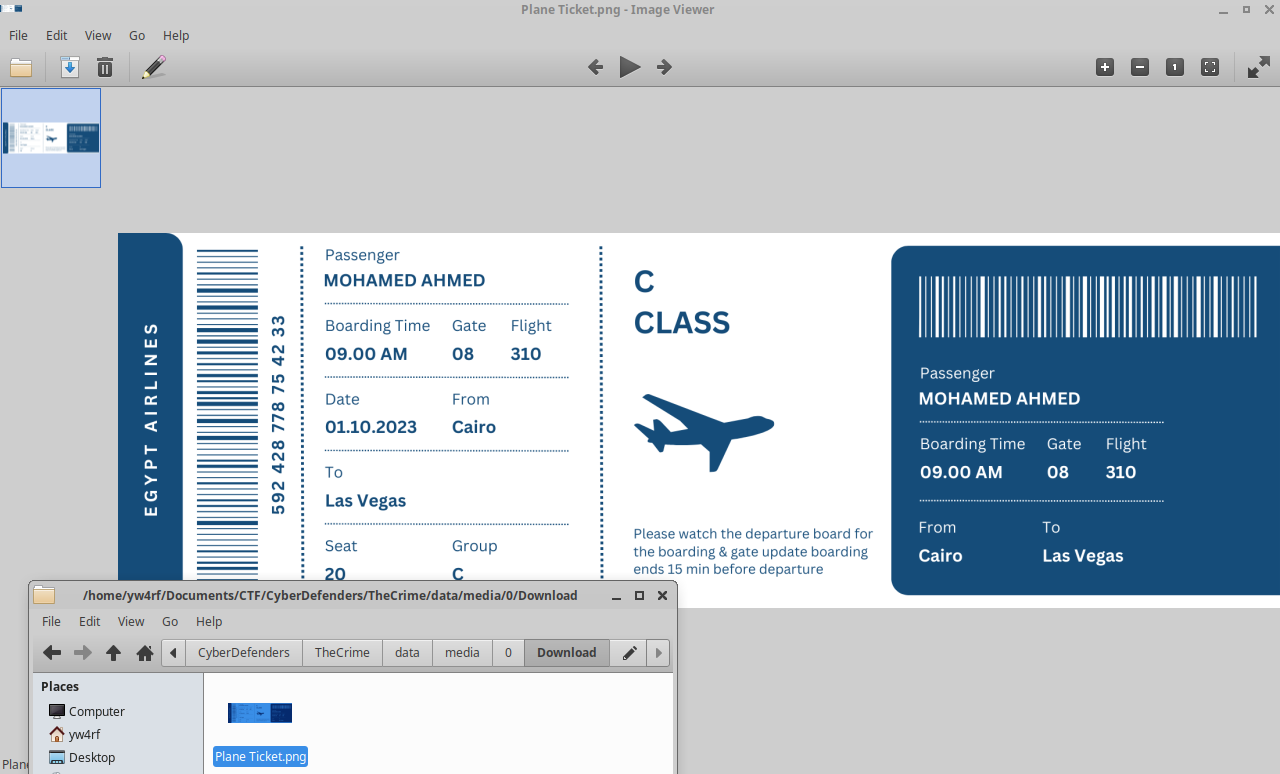 Plane Ticket.png - Image Viewer
File Edit View Go Help
1
EGYPT AIRLINES
592 428 778 75 42 33
Passenger
MOHAMED AHMED
Boarding Time Gate Flight
09.00 AM 08 310
Date From
01.10.2023 Cairo
To
Las Vegas
Seat Group
20 C
C
CLASS
Please watch the departure board for
the boarding & gate update boarding
ends 15 min before departure
Passenger
MOHAMED AHMED
Boarding Time Gate Flight
09.00 AM 08 310
From To
Cairo Las Vegas
/home/yw4rf/Documents/CTF/CyberDefenders/TheCrime/data/media/0/Download
File Edit View Go Help
CyberDefenders TheCrime data media 0 Download
Places
Computer
yw4rf
Desktop
Plane Ticket.png
Plane